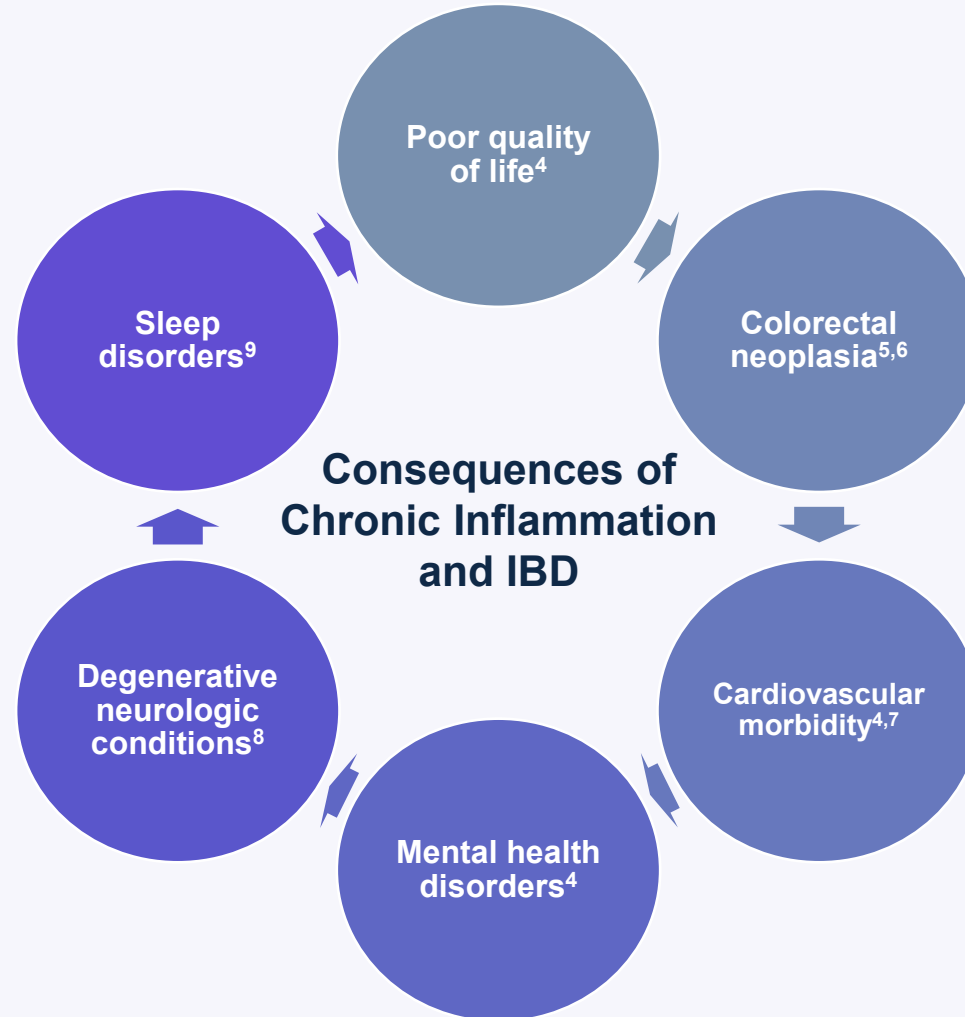 Poor quality
of life⁴
Colorectal
neoplasia⁵,⁶
Cardiovascular
morbidity⁴,⁷
Mental health
disorders⁴
Degenerative
neurologic
conditions⁸
Sleep
disorders⁹
Consequences of
Chronic Inflammation
and IBD